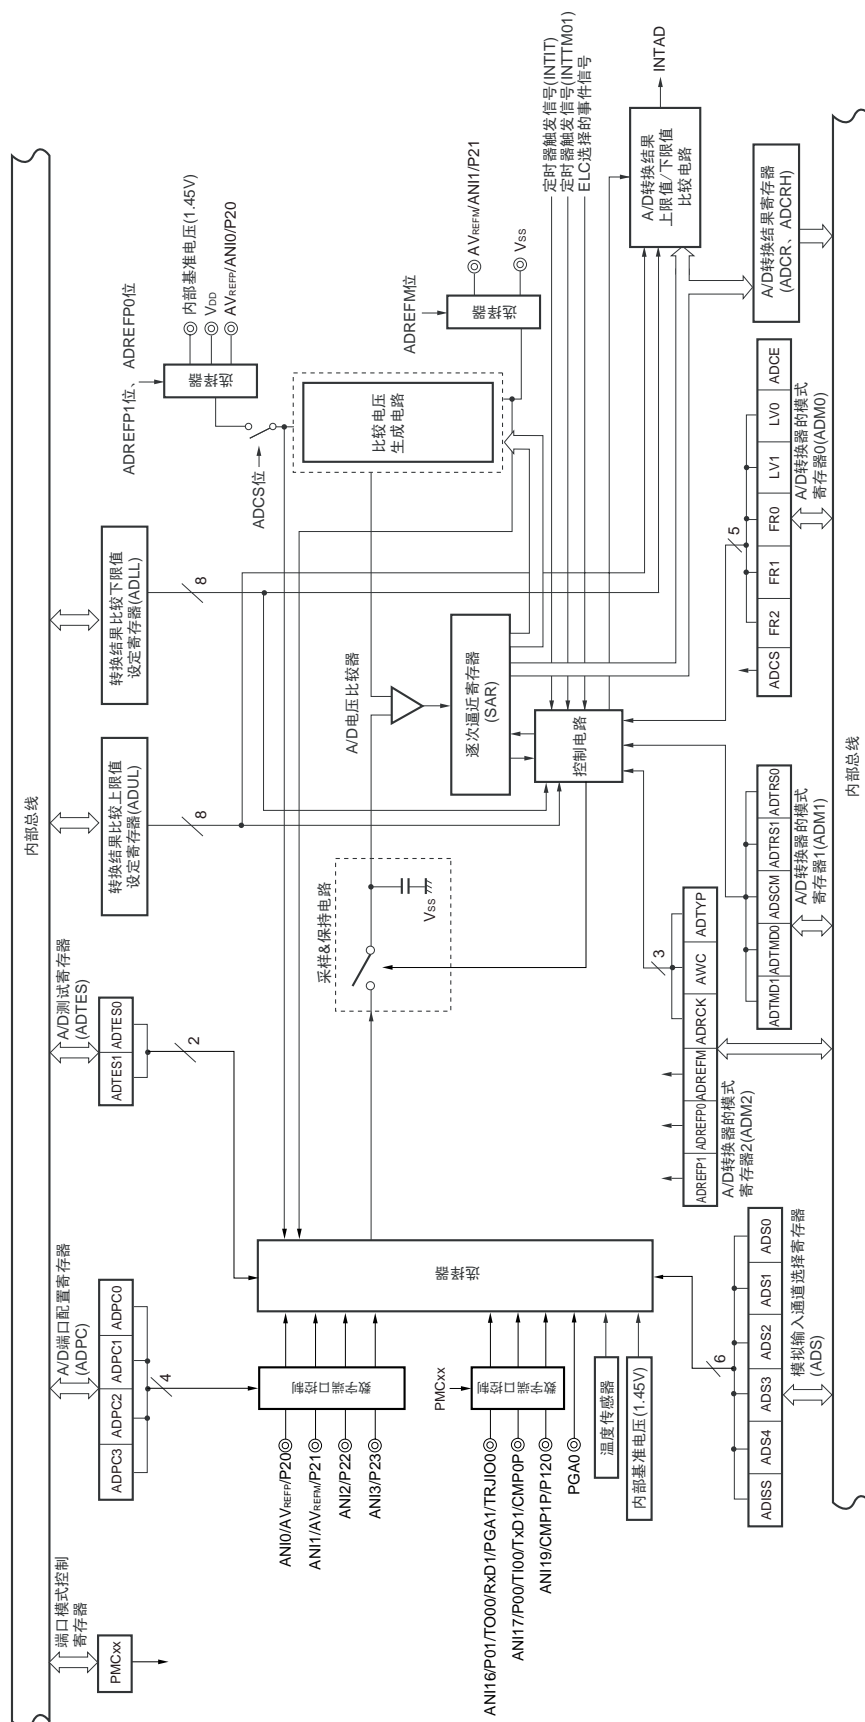 内部总线
端口模式控制
寄存器
PMCxx
A/D端口配置寄存器
(ADPC)
ADPC3
ADPC2
ADPC1
ADPC0
4
A/D测试寄存器
(ADTES)
ADTES1
ADTES0
2
转换结果比较上限值
设定寄存器(ADUL)
8
转换结果比较下限值
设定寄存器(ADLL)
8
ADREFP1位、ADREFP0位
选择器
内部基准电压(1.45V)
VDD
AVREFP/ANI0/P20
ADCS位
ANI0/AVREFP/P20
ANI1/AVREFM/P21
ANI2/P22
ANI3/P23
数字端口控制
PMCxx
ANI16/P01/TO00/RxD1/PGA1/TRJIO0
ANI17/P00/TI00/TxD1/CMP0P
ANI19/CMP1P/P120
数字端口控制
PGA0
温度传感器
内部基准电压(1.45V)
选择器
采样&保持电路
VSS
A/D电压比较器
比较电压
生成电路
ADREFM位
选择器
AVREFM/ANI1/P21
VSS
逐次逼近寄存器
(SAR)
控制电路
定时器触发信号(INTIT)
定时器触发信号(INTTM01)
ELC选择的事件信号
A/D转换结果
上限值/下限值
比较电路
INTAD
A/D转换结果寄存器
(ADCR、ADCRH)
6
ADISS
ADS4
ADS3
ADS2
ADS1
ADS0
模拟输入通道选择寄存器
(ADS)
3
ADREFP1
ADREFP0
ADREFM
ADRCK
AWC
ADTYP
A/D转换器的模式
寄存器2(ADM2)
ADTMD1
ADTMD0
ADSCM
ADTRS1
ADTRS0
A/D转换器的模式
寄存器1(ADM1)
5
ADCS
FR2
FR1
FR0
LV1
LV0
ADCE
A/D转换器的模式
寄存器0(ADM0)
内部总线